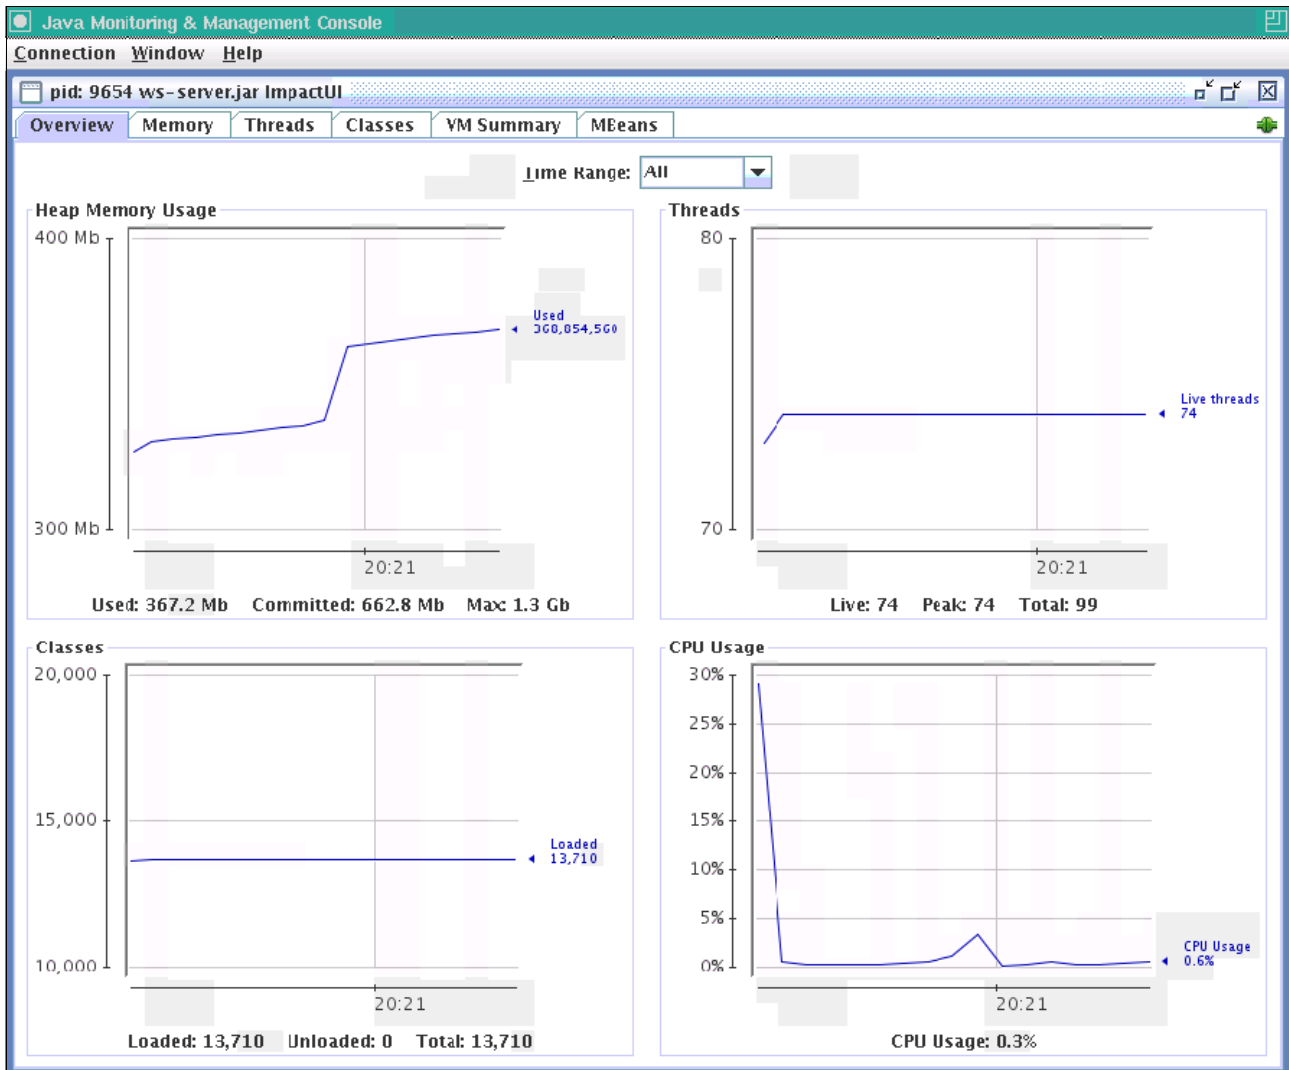 Java Monitoring & Management Console
Connection Window Help
pid: 9654 ws-server.jar ImpactUI
Overview Memory Threads Classes VM Summary MBeans
Time Range: All
Heap Memory Usage
400 Mb
Used
368,854,560
300 Mb
20:21
Used: 367.2 Mb Committed: 662.8 Mb Max: 1.3 Gb
Threads
80
Live threads
74
70
20:21
Live: 74 Peak: 74 Total: 99
Classes
20,000
15,000
Loaded
13,710
10,000
20:21
Loaded: 13,710 Unloaded: 0 Total: 13,710
CPU Usage
30%
25%
20%
15%
10%
5%
CPU Usage
0.6%
0%
20:21
CPU Usage: 0.3%